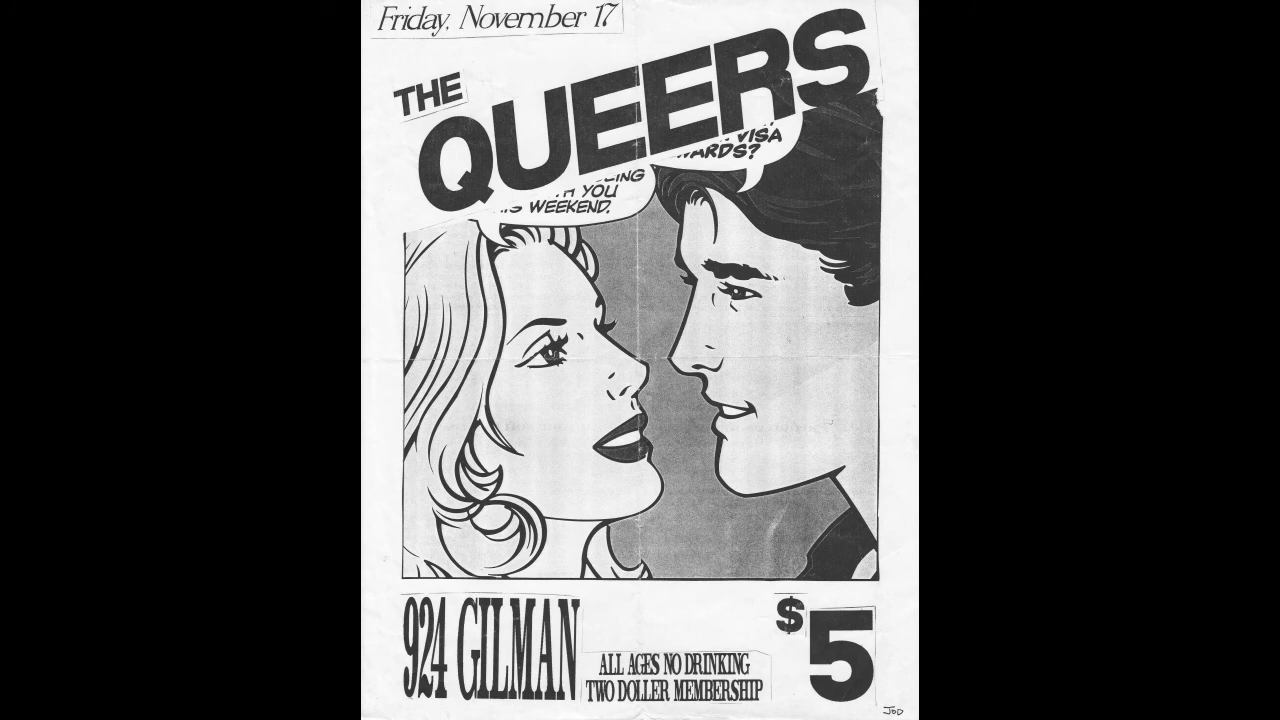 Friday, November 17
THE
QUEERS
VISA
WEEKEND.
YOU
924 GILMAN
ALL AGES NO DRINKING
TWO DOLLER MEMBERSHIP
$5
JOD